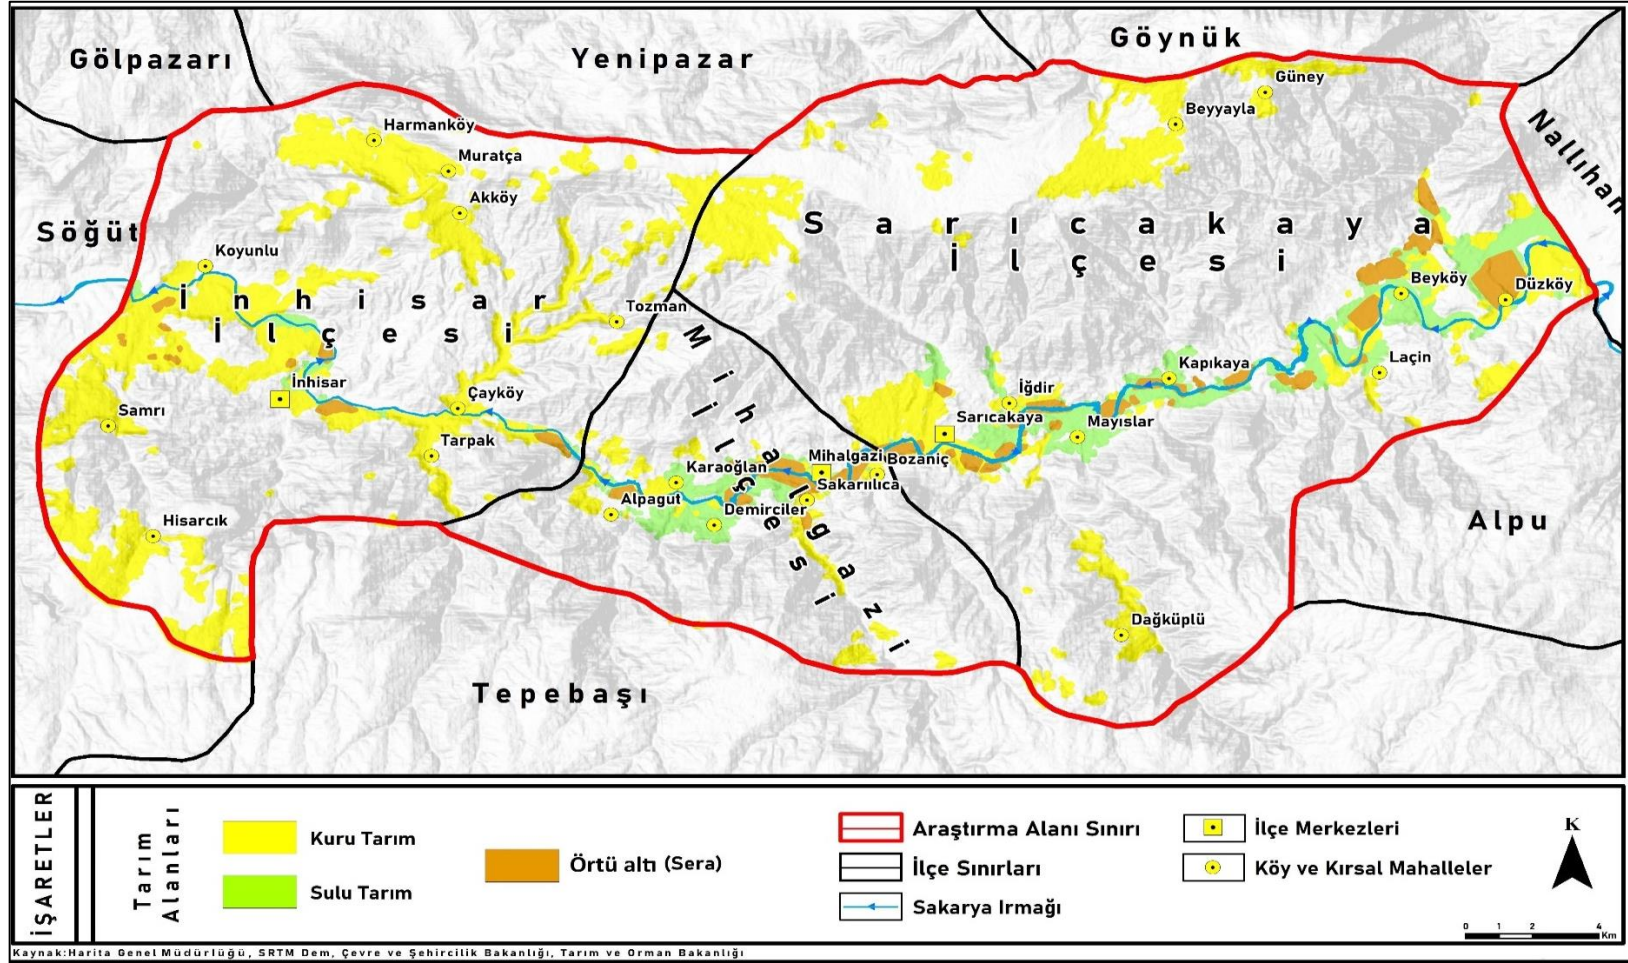 Gölpazarı
Yenipazar
Göynük
Güney
Beyyayla
Nallıhan
Harmanköy
Muratça
Akköy
Söğüt
Sarıcakaya
İlçesi
Koyunlu
Beyköy
Düzköy
İnhisar
İlçesi
Tozman
Mihalgazi
İlçesi
Laçin
Kapıkaya
İnhisar
Çayköy
İğdir
Samrı
Sarıcakaya
Mayıslar
Tarpak
Mihalgazi
Bozaniç
Karaoğlan
Sakarıılıca
Alpagut
Demirciler
Hisarcık
Alpu
Dağküplü
Tepebaşı
İŞARETLER
Tarım
Alanları
Kuru Tarım
Sulu Tarım
Örtü altı (Sera)
Araştırma Alanı Sınırı
İlçe Sınırları
Sakarya Irmağı
İlçe Merkezleri
Köy ve Kırsal Mahalleler
K
0 1 2 4
Km
Kaynak:Harita Genel Müdürlüğü, SRTM Dem, Çevre ve Şehircilik Bakanlığı, Tarım ve Orman Bakanlığı